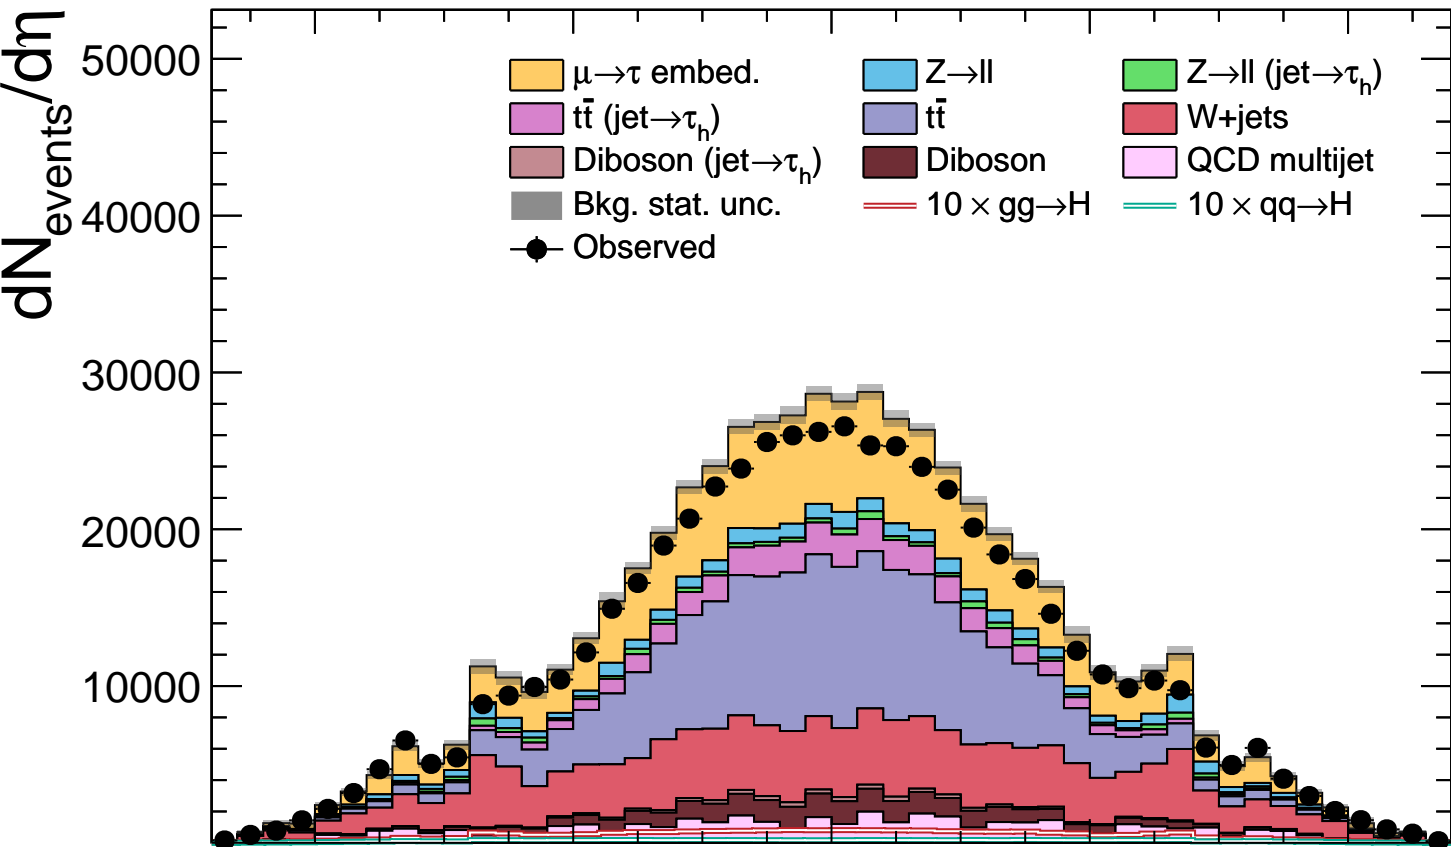 dN_events/dη
50000
40000
30000
20000
10000
μ→τ embed.
Z→ll
Z→ll (jet→τ_h)
tt̄ (jet→τ_h)
tt̄
W+jets
Diboson (jet→τ_h)
Diboson
QCD multijet
Bkg. stat. unc.
10 × gg→H
10 × qq→H
Observed